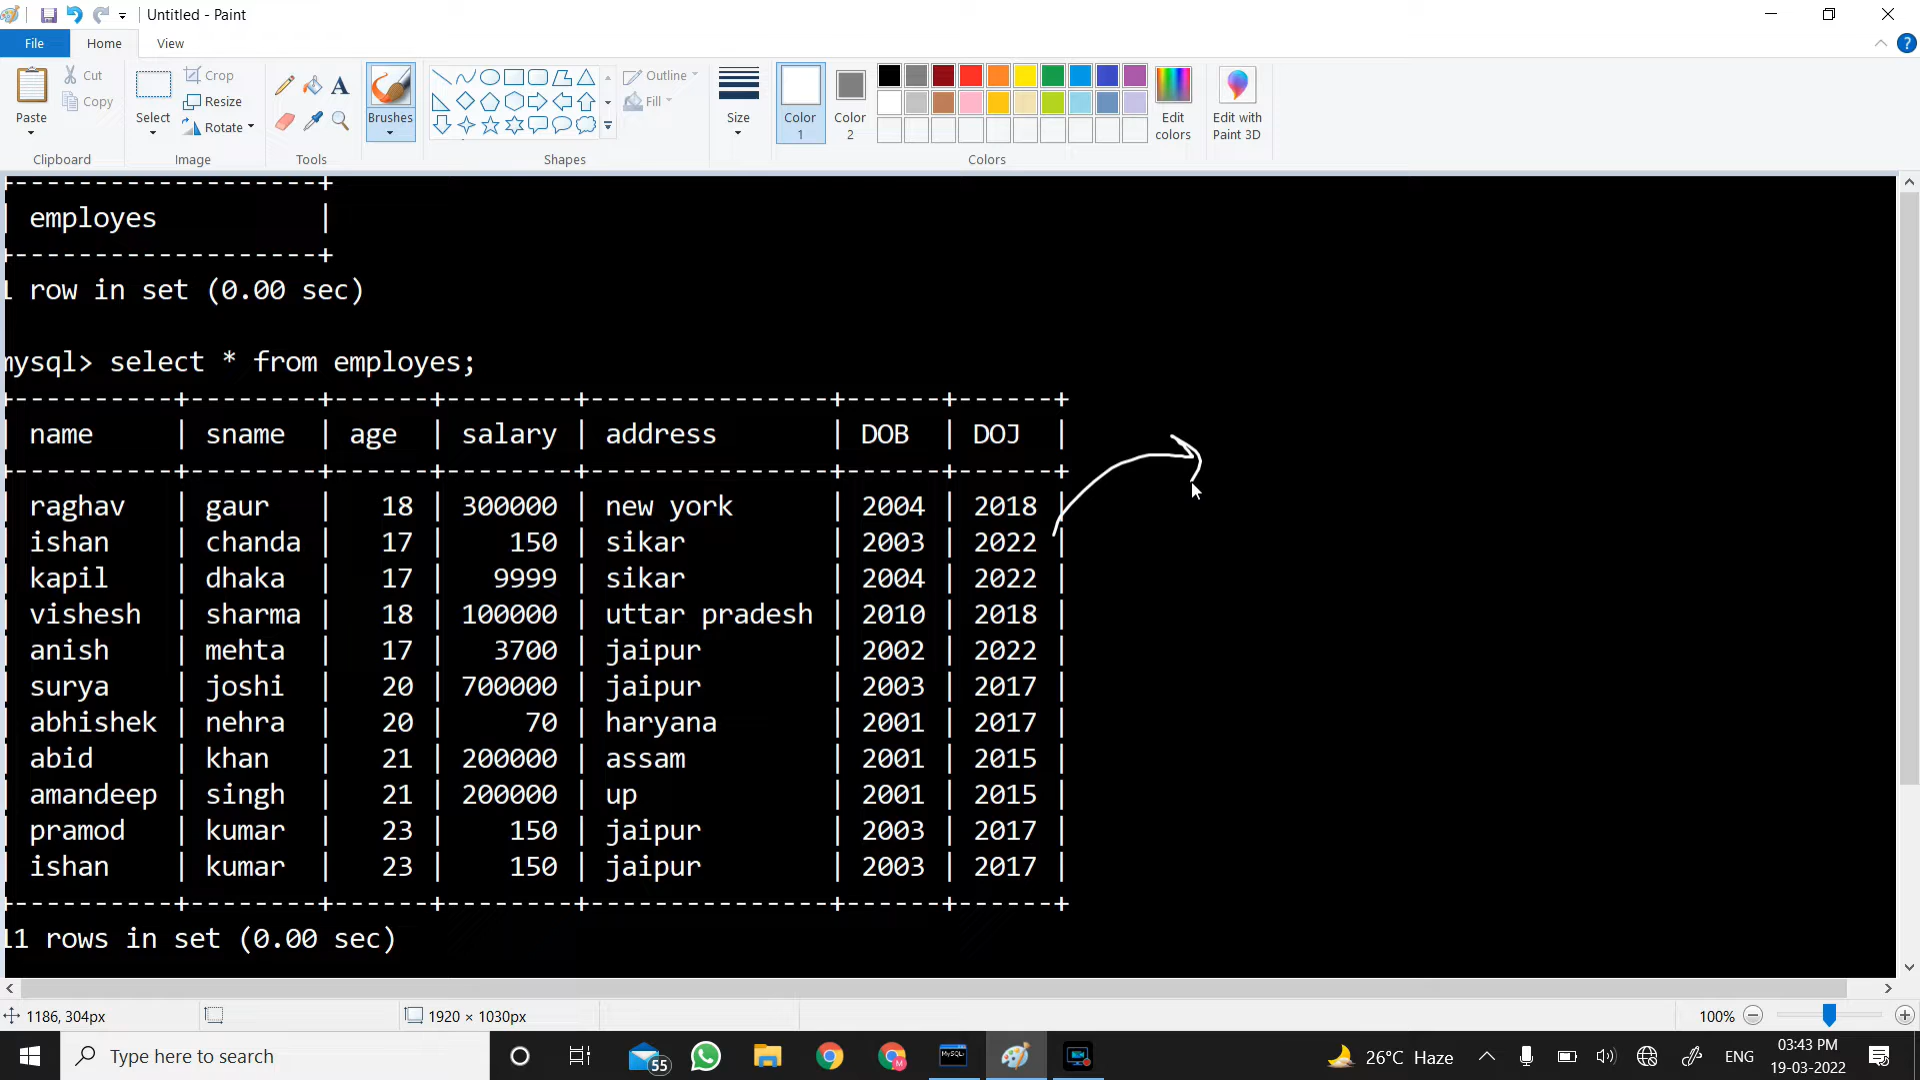 Untitled - Paint
File Home View
Paste
Cut
Copy
Clipboard
Select
Crop
Resize
Rotate
Image
Tools
Brushes
Shapes
Outline
Fill
Size
Color 1
Color 2
Edit colors
Colors
Edit with Paint 3D
+-------------------+
| employes |
+-------------------+
1 row in set (0.00 sec)
mysql> select * from employes;
| name | sname | age | salary | address | DOB | DOJ |
| raghav | gaur | 18 | 300000 | new york | 2004 | 2018 |
| ishan | chanda | 17 | 150 | sikar | 2003 | 2022 |
| kapil | dhaka | 17 | 9999 | sikar | 2004 | 2022 |
| vishesh | sharma | 18 | 100000 | uttar pradesh | 2010 | 2018 |
| anish | mehta | 17 | 3700 | jaipur | 2002 | 2022 |
| surya | joshi | 20 | 700000 | jaipur | 2003 | 2017 |
| abhishek | nehra | 20 | 70 | haryana | 2001 | 2017 |
| abid | khan | 21 | 200000 | assam | 2001 | 2015 |
| amandeep | singh | 21 | 200000 | up | 2001 | 2015 |
| pramod | kumar | 23 | 150 | jaipur | 2003 | 2017 |
| ishan | kumar | 23 | 150 | jaipur | 2003 | 2017 |
11 rows in set (0.00 sec)
1186, 304px 1920 × 1030px 100%
Type here to search 55 MySQL 26°C Haze ENG 03:43 PM
19-03-2022